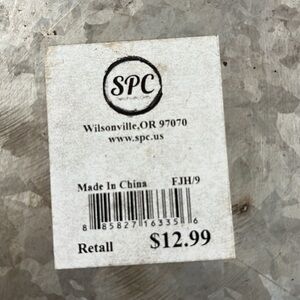 SPC
Wilsonville,OR 97070
www.spc.us
Made In China FJH/9
8 85827 16335 6
Retail $12.99